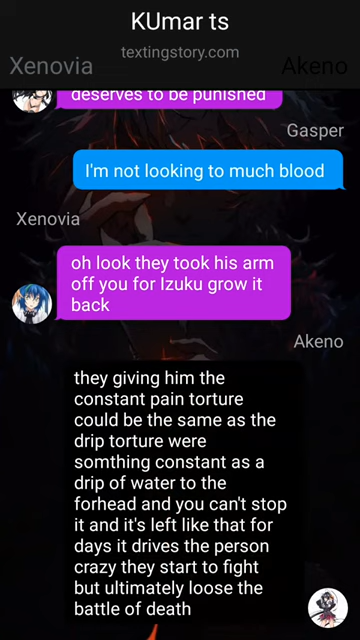 KUmar ts
textingstory.com
Xenovia
Akeno
deserves to be punished
Gasper
I'm not looking to much blood
Xenovia
oh look they took his arm
off you for Izuku grow it
back
Akeno
they giving him the
constant pain torture
could be the same as the
drip torture were
somthing constant as a
drip of water to the
forhead and you can't stop
it and it's left like that for
days it drives the person
crazy they start to fight
but ultimately loose the
battle of death